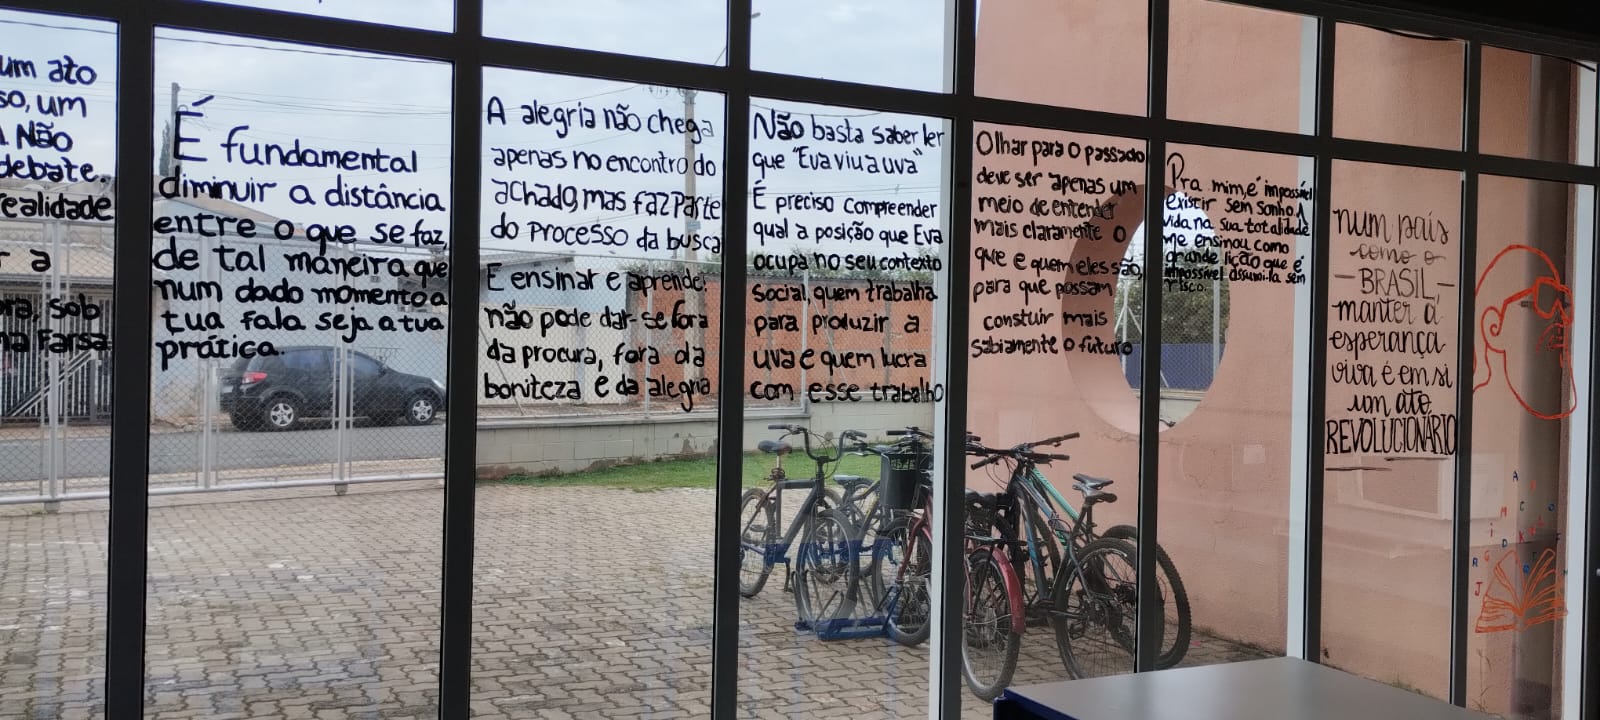 um ato
so, um
. Não
debate.
realidade
r a
ora, sob
na Farsa
É fundamental
diminuir a distância
entre o que se faz,
de tal maneira que
num dado momento a
tua fala seja a tua
prática.
A alegria não chega
apenas no encontro do
achado, mas faz parte
do processo da busca
E ensinar e aprender
não pode dar-se fora
da procura, fora da
boniteza e da alegria
Não basta saber ler
que "Eva viu a uva"
É preciso compreender
qual a posição que Eva
ocupa no seu contexto
social, quem trabalha
para produzir a
uva e quem lucra
com esse trabalho
Olhar para o passado
deve ser apenas um
meio de entender
mais claramente o
que e quem eles são,
para que possam
constuir mais
sabiamente o futuro
Pra mim, é impossível
existir sem sonho. A
vida na sua totalidade
me ensinou como
grande lição que é
impossível assumi-la sem
risco.
num país
como o
- BRASIL, -
manter a
esperança
viva é em si
um ato
REVOLUCIONÁRIO